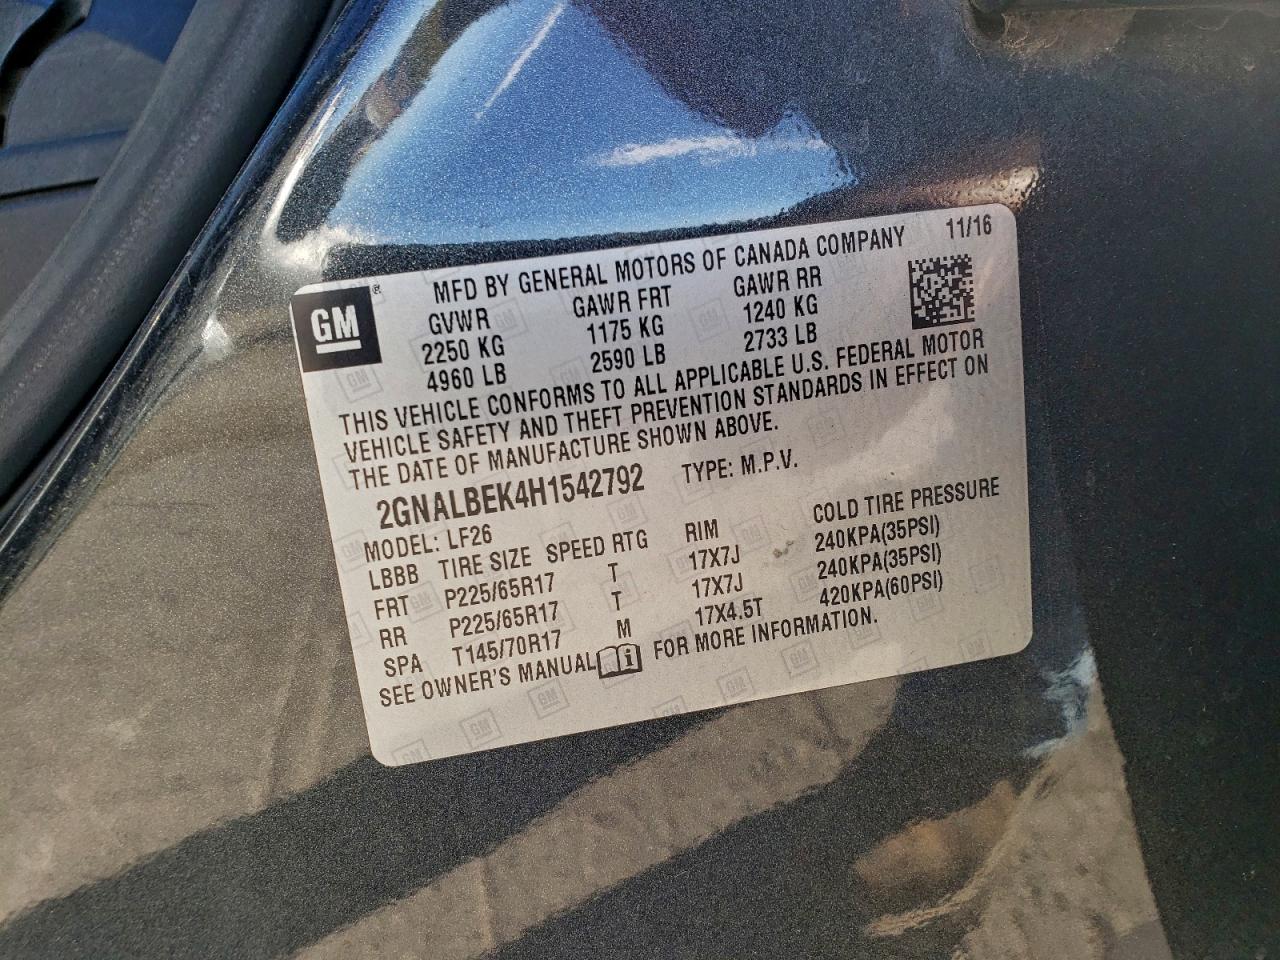 GM®
MFD BY GENERAL MOTORS OF CANADA COMPANY 11/16
GVWR GAWR FRT GAWR RR
2250 KG 1175 KG 1240 KG
4960 LB 2590 LB 2733 LB
THIS VEHICLE CONFORMS TO ALL APPLICABLE U.S. FEDERAL MOTOR
VEHICLE SAFETY AND THEFT PREVENTION STANDARDS IN EFFECT ON
THE DATE OF MANUFACTURE SHOWN ABOVE.
2GNALBEK4H1542792 TYPE: M.P.V.
MODEL: LF26
LBBB TIRE SIZE SPEED RTG RIM COLD TIRE PRESSURE
FRT P225/65R17 T 17X7J 240KPA(35PSI)
RR P225/65R17 T 17X7J 240KPA(35PSI)
SPA T145/70R17 M 17X4.5T 420KPA(60PSI)
SEE OWNER'S MANUAL FOR MORE INFORMATION.